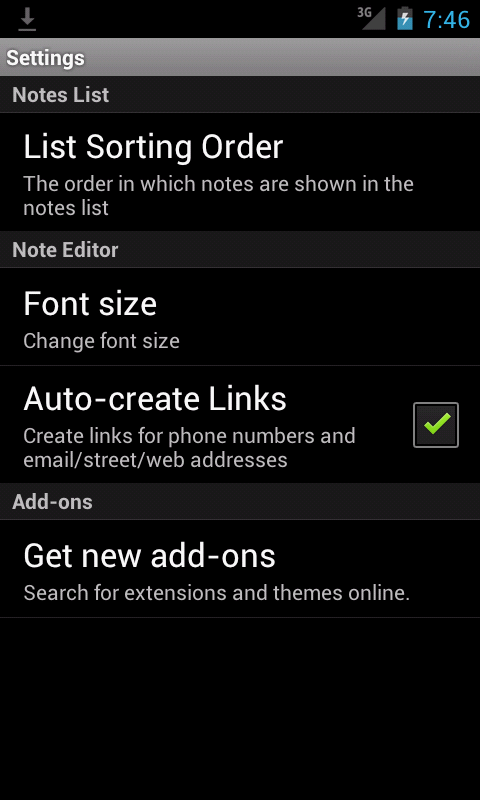 3G 7:46
Settings
Notes List
List Sorting Order
The order in which notes are shown in the
notes list
Note Editor
Font size
Change font size
Auto-create Links
Create links for phone numbers and
email/street/web addresses
Add-ons
Get new add-ons
Search for extensions and themes online.